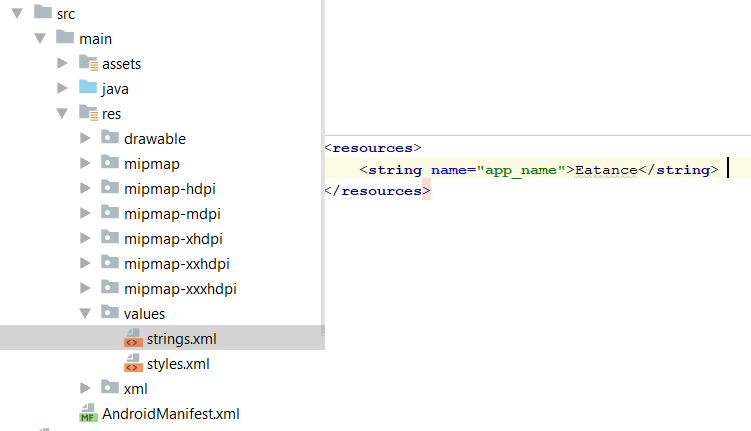 src
main
assets
java
res
drawable
mipmap
mipmap-hdpi
mipmap-mdpi
mipmap-xhdpi
mipmap-xxhdpi
mipmap-xxxhdpi
values
<> strings.xml
<> styles.xml
xml
MF AndroidManifest.xml
<resources>
<string name="app_name">Eatance</string>
</resources>